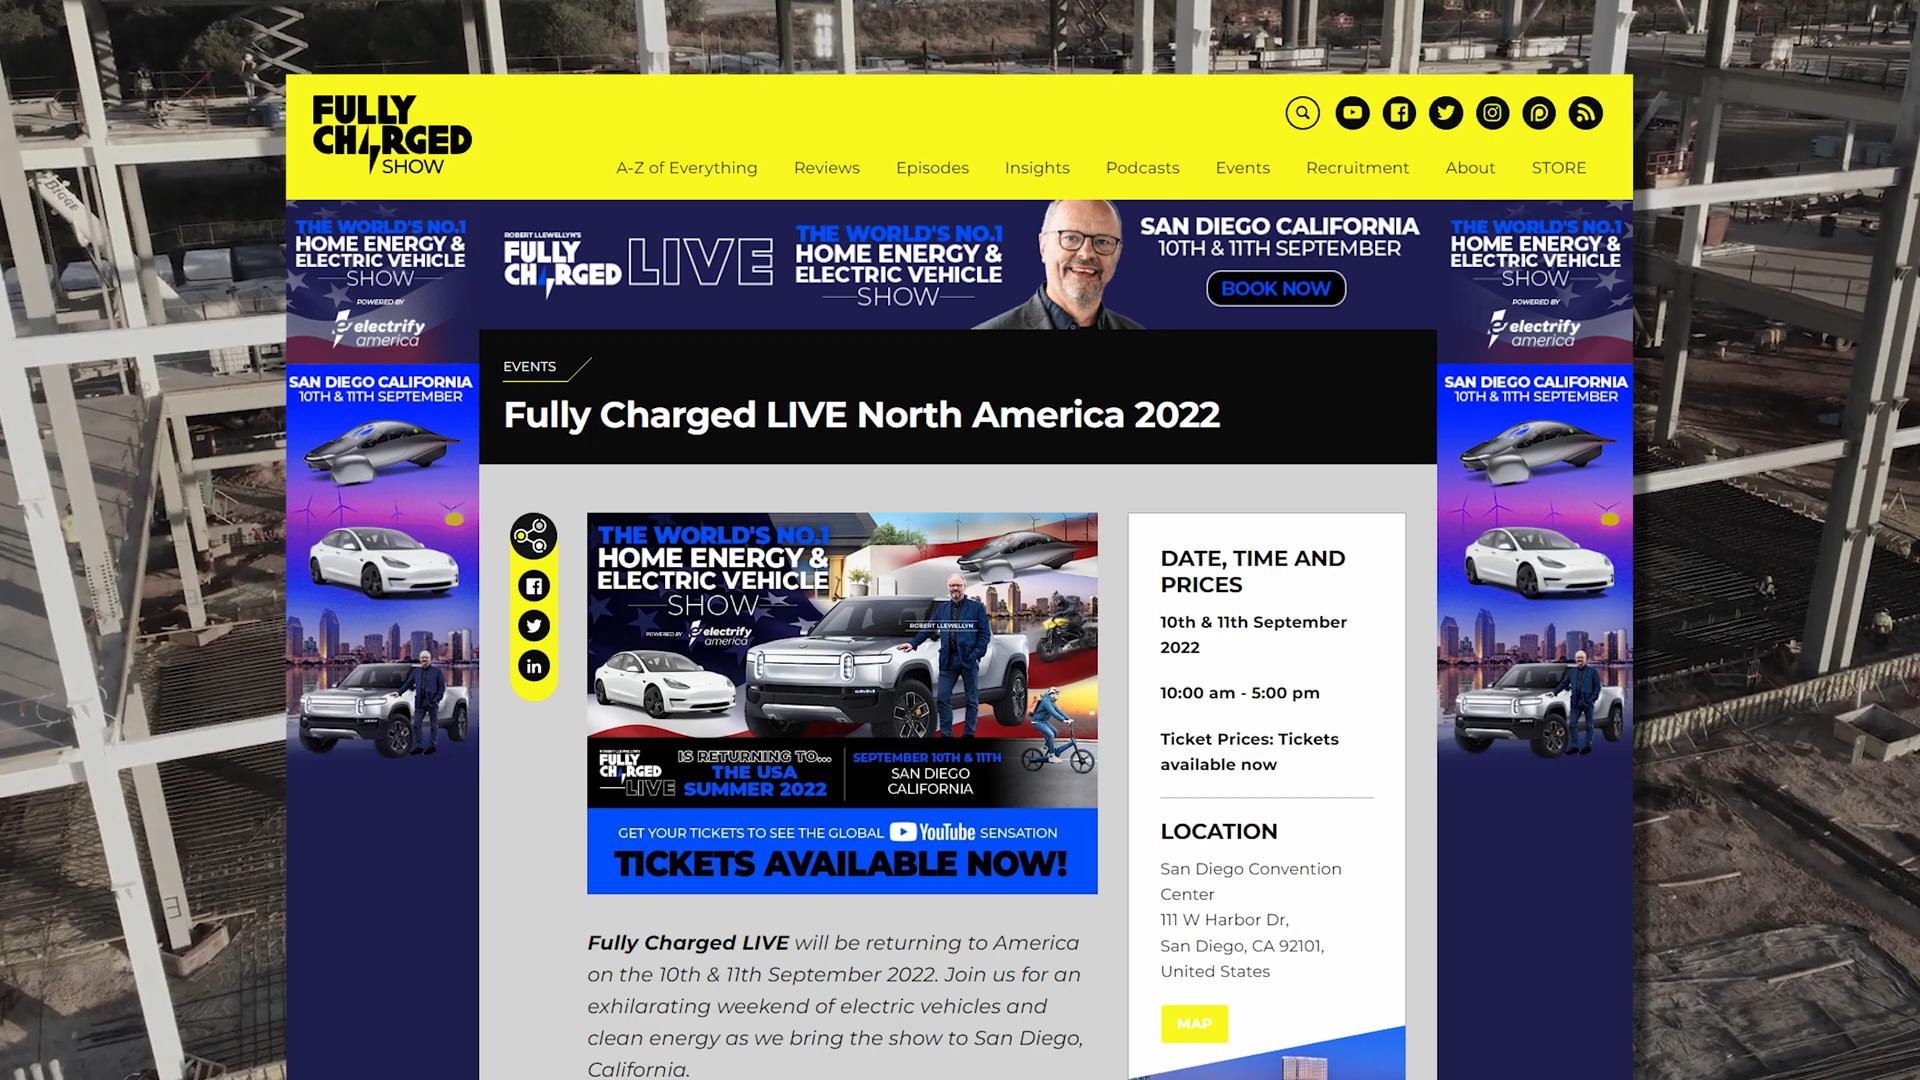 FULLY
CHARGED
SHOW
A-Z of Everything
Reviews
Episodes
Insights
Podcasts
Events
Recruitment
About
STORE
THE WORLD'S NO.1
HOME ENERGY &
ELECTRIC VEHICLE
SHOW
POWERED BY
electrify
america
SAN DIEGO CALIFORNIA
10TH & 11TH SEPTEMBER
ROBERT LLEWELLYN'S
FULLY
CHARGED
LIVE
THE WORLD'S NO.1
HOME ENERGY &
ELECTRIC VEHICLE
SHOW
SAN DIEGO CALIFORNIA
10TH & 11TH SEPTEMBER
BOOK NOW
THE WORLD'S NO.1
HOME ENERGY &
ELECTRIC VEHICLE
SHOW
POWERED BY
electrify
america
SAN DIEGO CALIFORNIA
10TH & 11TH SEPTEMBER
EVENTS
Fully Charged LIVE North America 2022
THE WORLD'S NO.1
HOME ENERGY &
ELECTRIC VEHICLE
SHOW
POWERED BY
electrify
america
ROBERT LLEWELLYN
ROBERT LLEWELLYN'S
FULLY
CHARGED
LIVE
IS RETURNING TO...
THE USA
SUMMER 2022
SEPTEMBER 10TH & 11TH
SAN DIEGO
CALIFORNIA
GET YOUR TICKETS TO SEE THE GLOBAL YouTube SENSATION
TICKETS AVAILABLE NOW!
Fully Charged LIVE will be returning to America
on the 10th & 11th September 2022. Join us for an
exhilarating weekend of electric vehicles and
clean energy as we bring the show to San Diego,
California.
DATE, TIME AND
PRICES
10th & 11th September
2022
10:00 am - 5:00 pm
Ticket Prices: Tickets
available now
LOCATION
San Diego Convention
Center
111 W Harbor Dr,
San Diego, CA 92101,
United States
MAP
BIGGE